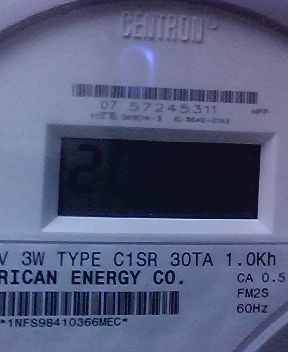 CENTRON
07 57245311
V 3W TYPE C1SR 30TA 1.0Kh
RICAN ENERGY CO.
CA 0.5
FM2S
60Hz
*1NFS98410366MEC*